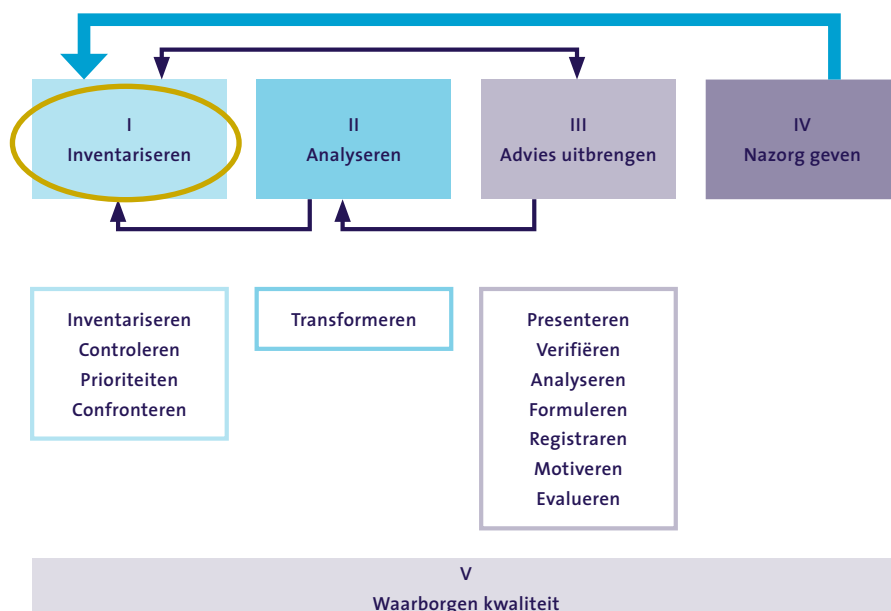 I
Inventariseren
II
Analyseren
III
Advies uitbrengen
IV
Nazorg geven
Inventariseren
Controleren
Prioriteiten
Confronteren
Transformeren
Presenteren
Verifiëren
Analyseren
Formuleren
Registraren
Motiveren
Evalueren
V
Waarborgen kwaliteit